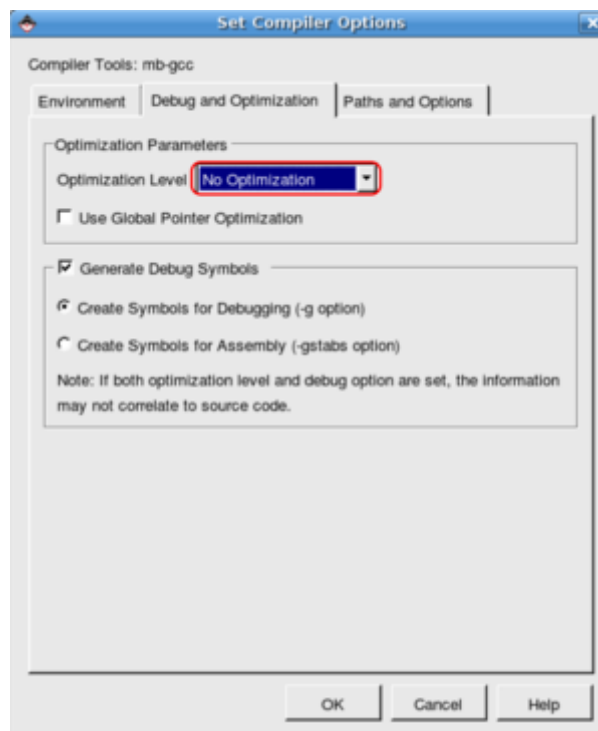 Set Compiler Options
Compiler Tools: mb-gcc
Environment Debug and Optimization Paths and Options
Optimization Parameters
Optimization Level No Optimization
Use Global Pointer Optimization
Generate Debug Symbols
Create Symbols for Debugging (-g option)
Create Symbols for Assembly (-gstabs option)
Note: If both optimization level and debug option are set, the information
may not correlate to source code.
OK Cancel Help